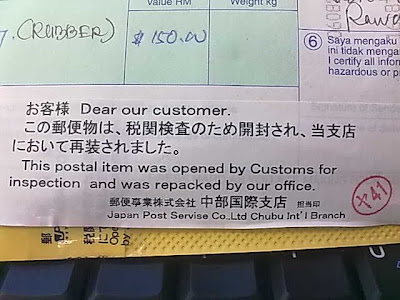 Value RM
Weight kg
(RUBBER)
$ 150.00
Rawa
6
Saya mengaku
ini tidak mengan
I certify all infor
hazardous or pr
お客様 Dear our customer.
この郵便物は、税関検査のため開封され、当支店
において再装されました。
This postal item was opened by Customs for
inspection and was repacked by our office.
郵便事業株式会社 中部国際支店 担当印
Japan Post Servise Co.,Ltd Chubu Int'l Branch